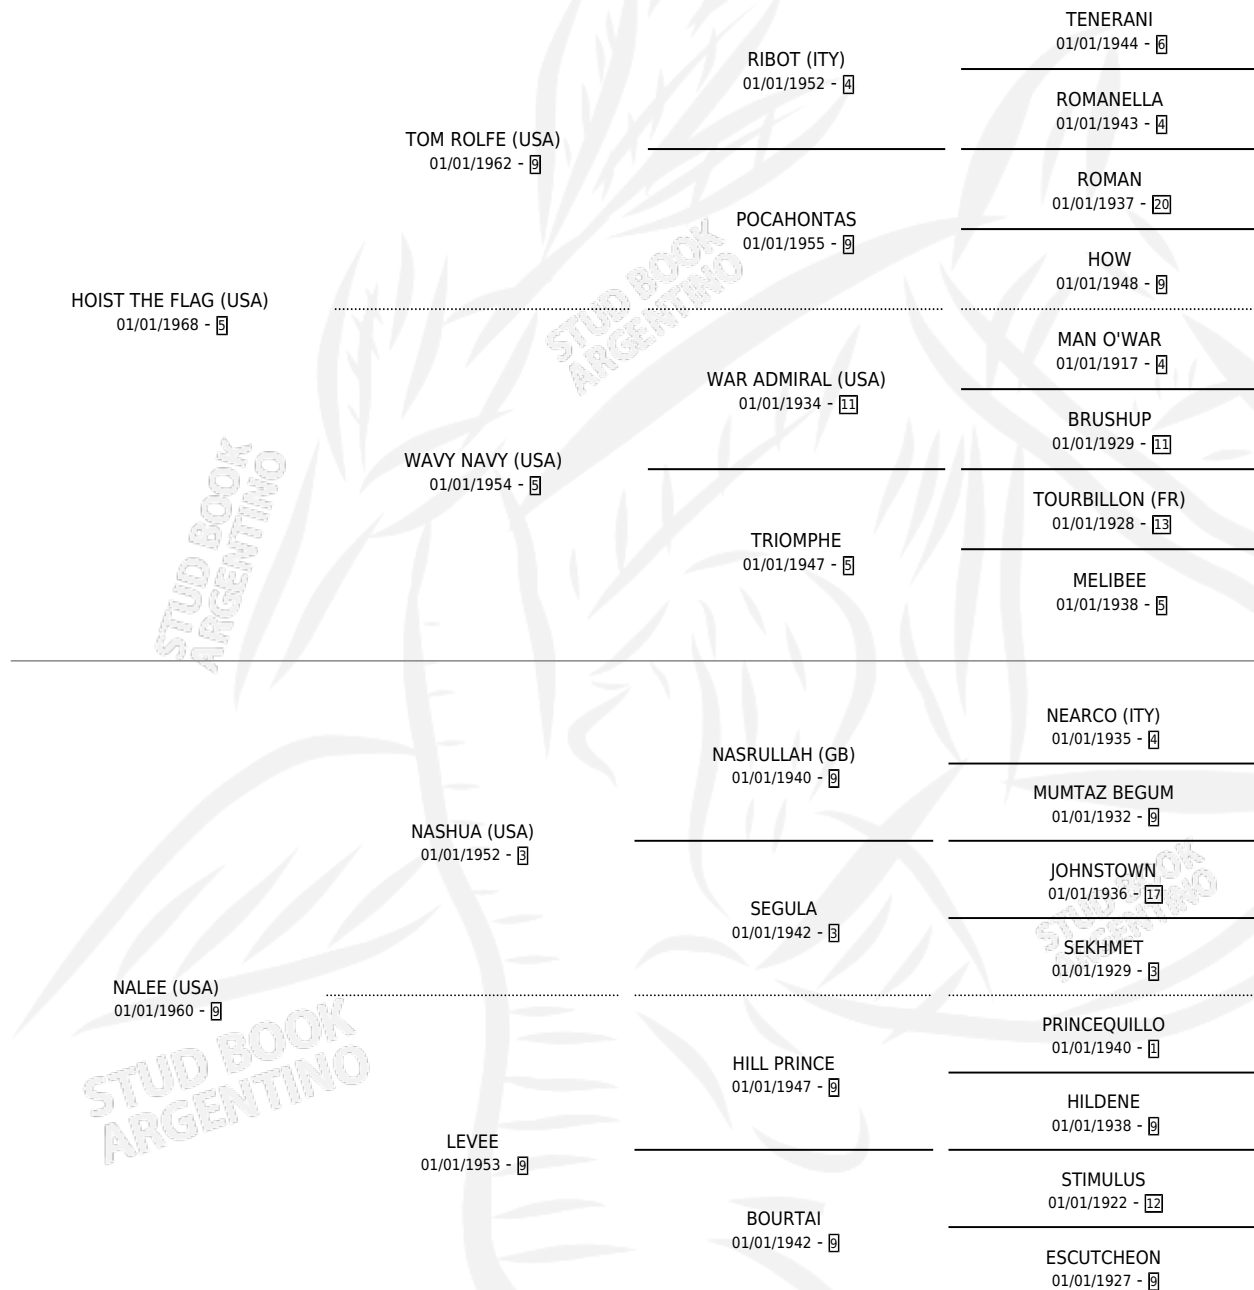 TENERANI
01/01/1944 - 6
RIBOT (ITY)
01/01/1952 - 4
ROMANELLA
01/01/1943 - 4
TOM ROLFE (USA)
01/01/1962 - 9
ROMAN
01/01/1937 - 20
POCAHONTAS
01/01/1955 - 9
HOW
01/01/1948 - 9
HOIST THE FLAG (USA)
01/01/1968 - 5
STUD BOOK
ARGENTINO
MAN O'WAR
01/01/1917 - 4
WAR ADMIRAL (USA)
01/01/1934 - 11
BRUSHUP
01/01/1929 - 11
WAVY NAVY (USA)
01/01/1954 - 5
TOURBILLON (FR)
01/01/1928 - 13
TRIOMPHE
01/01/1947 - 5
MELIBEE
01/01/1938 - 5
STUD BOOK
ARGENTINO
NEARCO (ITY)
01/01/1935 - 4
NASRULLAH (GB)
01/01/1940 - 9
MUMTAZ BEGUM
01/01/1932 - 9
NASHUA (USA)
01/01/1952 - 3
JOHNSTOWN
01/01/1936 - 17
SEGULA
01/01/1942 - 3
STUD BOOK
ARGENTINO
SEKHMET
01/01/1929 - 3
NALEE (USA)
01/01/1960 - 9
PRINCEQUILLO
01/01/1940 - 1
HILL PRINCE
01/01/1947 - 9
HILDENE
01/01/1938 - 9
STUD BOOK
ARGENTINO
LEVEE
01/01/1953 - 9
STIMULUS
01/01/1922 - 12
BOURTAI
01/01/1942 - 9
ESCUTCHEON
01/01/1927 - 9